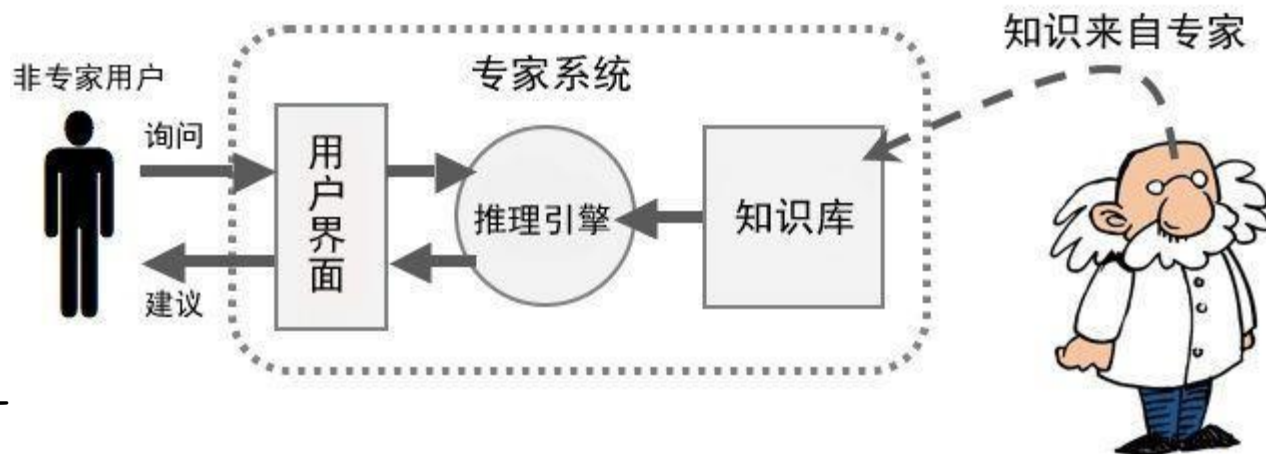 知识来自专家
专家系统
非专家用户
询问
用户界面
推理引擎
知识库
建议